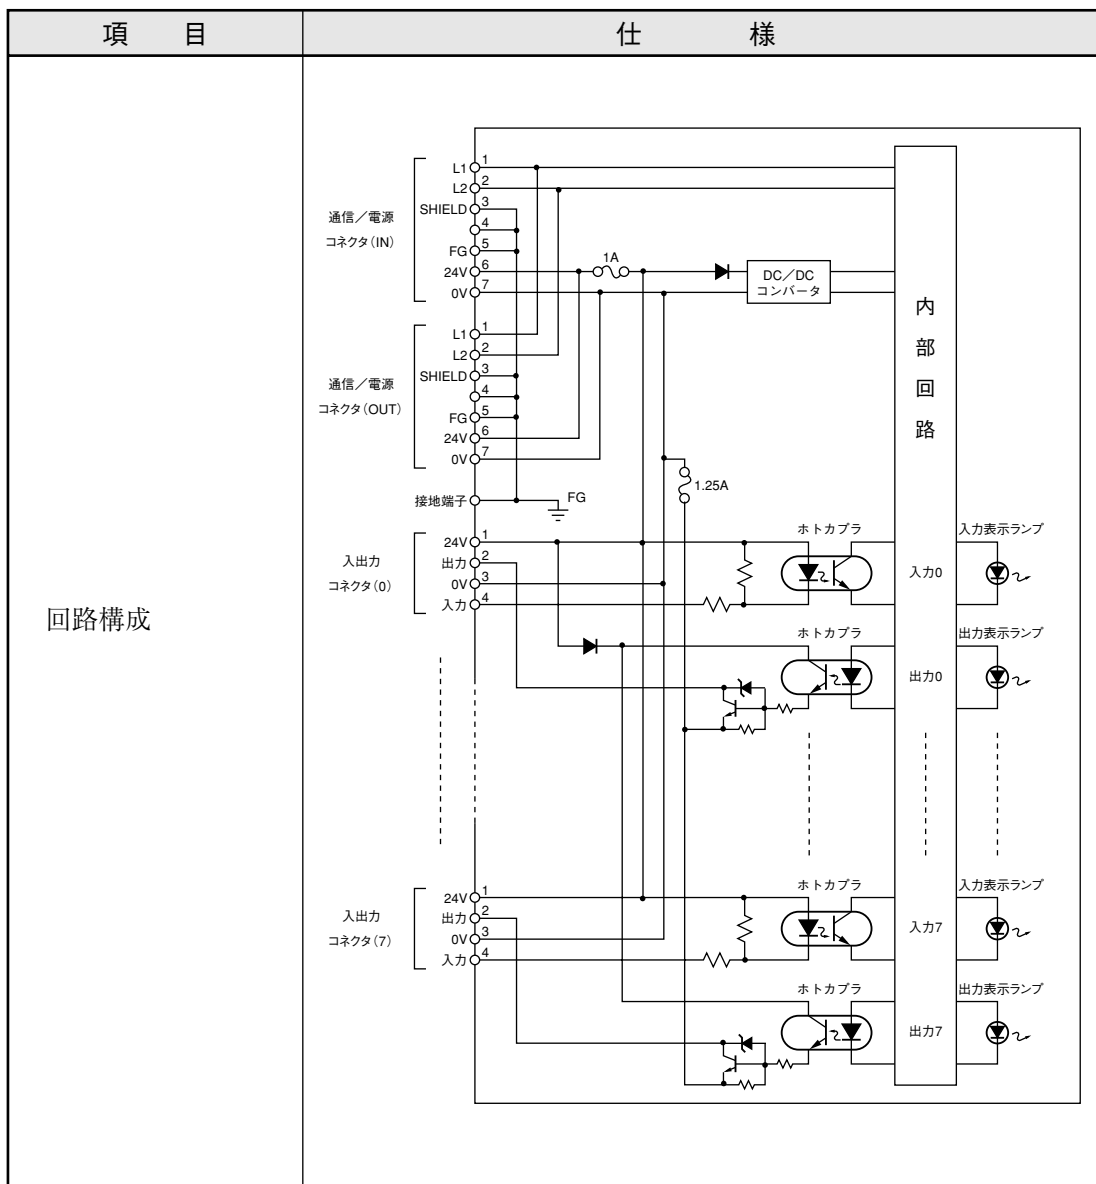 項　目
仕　様
回路構成
通信／電源
コネクタ(IN)
L1 1
L2 2
SHIELD 3
4
FG 5
24V 6
0V 7
1A
DC／DC
コンバータ
内部回路
通信／電源
コネクタ(OUT)
L1 1
L2 2
SHIELD 3
4
FG 5
24V 6
0V 7
1.25A
接地端子
FG
入出力
コネクタ(0)
24V 1
出力 2
0V 3
入力 4
ホトカプラ
入力0
入力表示ランプ
ホトカプラ
出力0
出力表示ランプ
入出力
コネクタ(7)
24V 1
出力 2
0V 3
入力 4
ホトカプラ
入力7
入力表示ランプ
ホトカプラ
出力7
出力表示ランプ